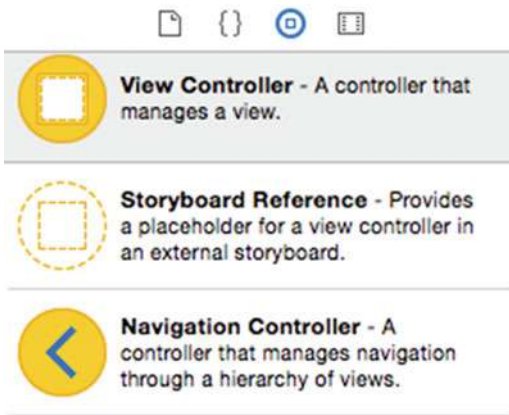 {}
View Controller - A controller that
manages a view.
Storyboard Reference - Provides
a placeholder for a view controller in
an external storyboard.
Navigation Controller - A
controller that manages navigation
through a hierarchy of views.